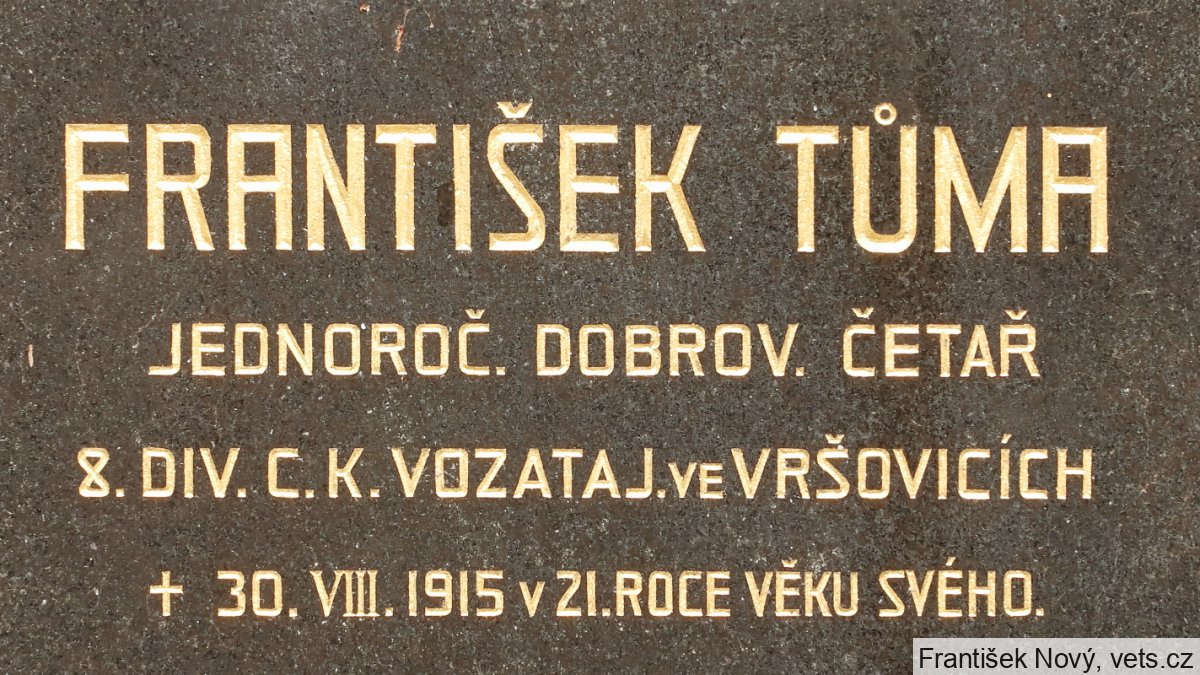 FRANTIŠEK TŮMA
JEDNOROČ. DOBROV. ČETAŘ
8. DIV. C. K. VOZATAJ. VE VRŠOVICÍCH
+ 30. VIII. 1915 V 21. ROCE VĚKU SVÉHO.
František Nový, vets.cz